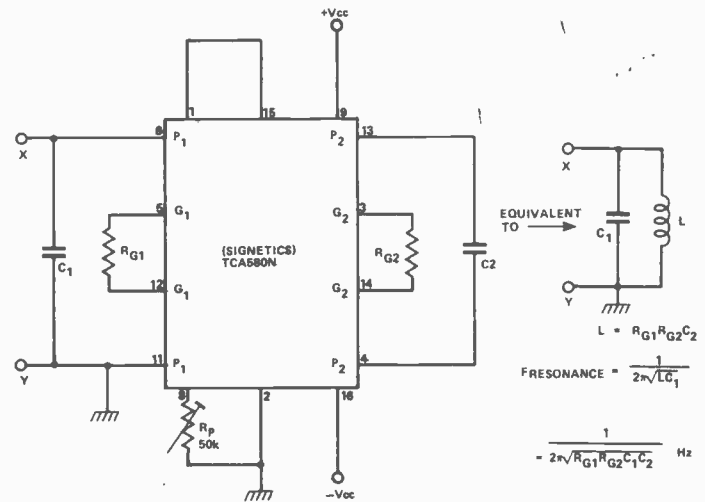 +Vcc
1
15
9
X
6
P1
P2
13
X
C1
RG1
5
G1
G2
3
(SIGNETICS)
TCA580N
RG2
C2
EQUIVALENT
TO
C1
L
12
G1
G2
14
Y
11
P1
P2
4
Y
L = RG1RG2C2
8
2
16
RP
50k
FRESONANCE = 1/2π√LC1
−Vcc
= 1/2π√RG1RG2C1C2 Hz